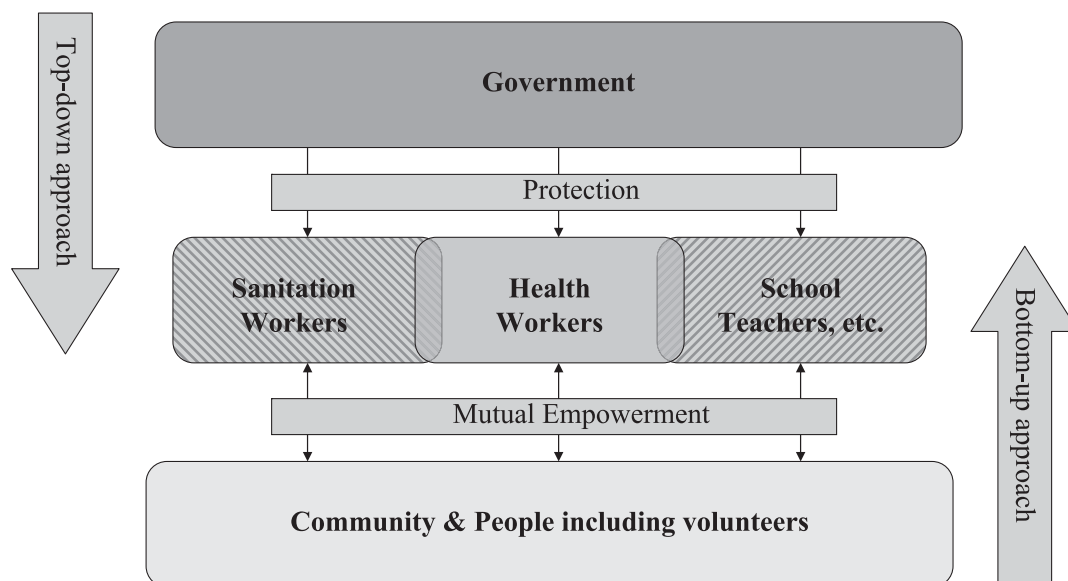 Top-down approach
Government
Protection
Sanitation
Workers
Health
Workers
School
Teachers, etc.
Mutual Empowerment
Bottom-up approach
Community & People including volunteers